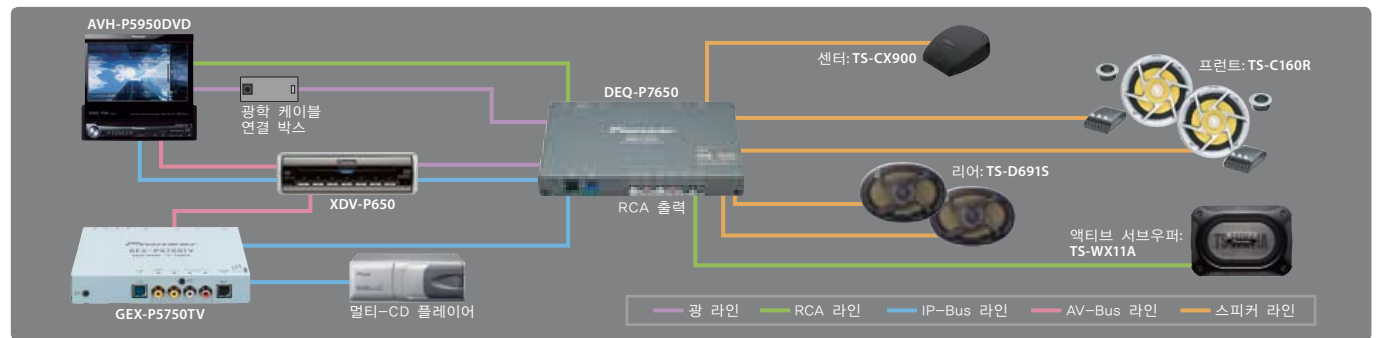 AVH-P5950DVD
광학 케이블
연결 박스
XDV-P650
DEQ-P7650
RCA 출력
센터: TS-CX900
프런트: TS-C160R
리어: TS-D691S
액티브 서브우퍼:
TS-WX11A
Pioneer
GEX-P5750TV
GEX-P5750TV
멀티-CD 플레이어
광 라인
RCA 라인
IP-Bus 라인
AV-Bus 라인
스피커 라인